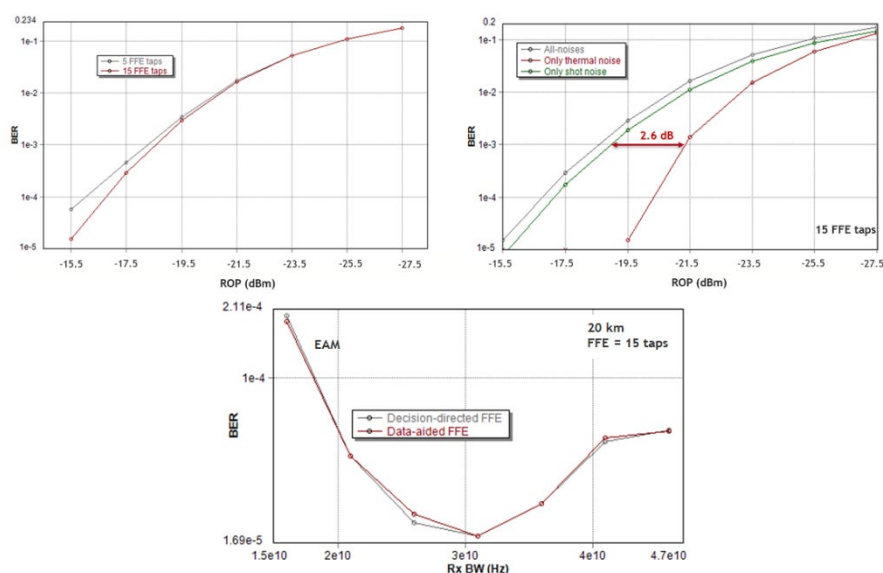 0.234
1e-1
1e-2
1e-3
1e-4
1e-5
BER
5 FFE taps
15 FFE taps
-15.5
-17.5
-19.5
-21.5
-23.5
-25.5
-27.5
ROP (dBm)
0.2
1e-1
1e-2
1e-3
1e-4
1e-5
BER
All-noises
Only thermal noise
Only shot noise
2.6 dB
15 FFE taps
-15.5
-17.5
-19.5
-21.5
-23.5
-25.5
-27.5
ROP (dBm)
2.11e-4
1e-4
1.69e-5
BER
EAM
20 km
FFE = 15 taps
Decision-directed FFE
Data-aided FFE
1.5e10
2e10
3e10
4e10
4.7e10
Rx BW (Hz)